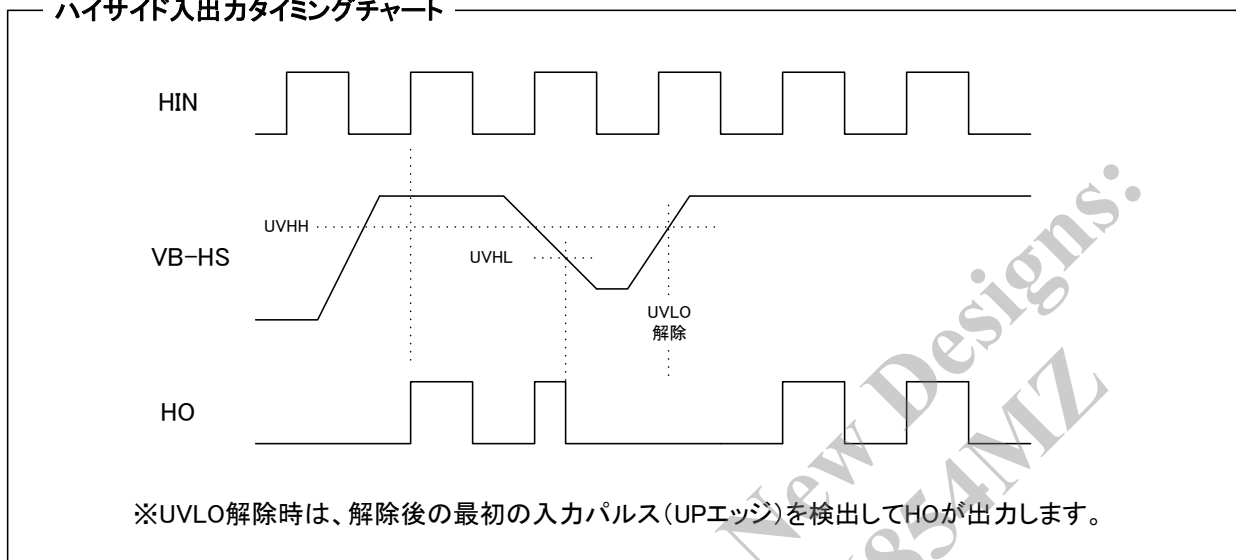 ハイサイド入出力タイミングチャート
HIN
UVHH
VB-HS
UVHL
UVLO
解除
HO
※UVLO解除時は、解除後の最初の入力パルス(UPエッジ)を検出してHOが出力します。
New Designs:
854MZ